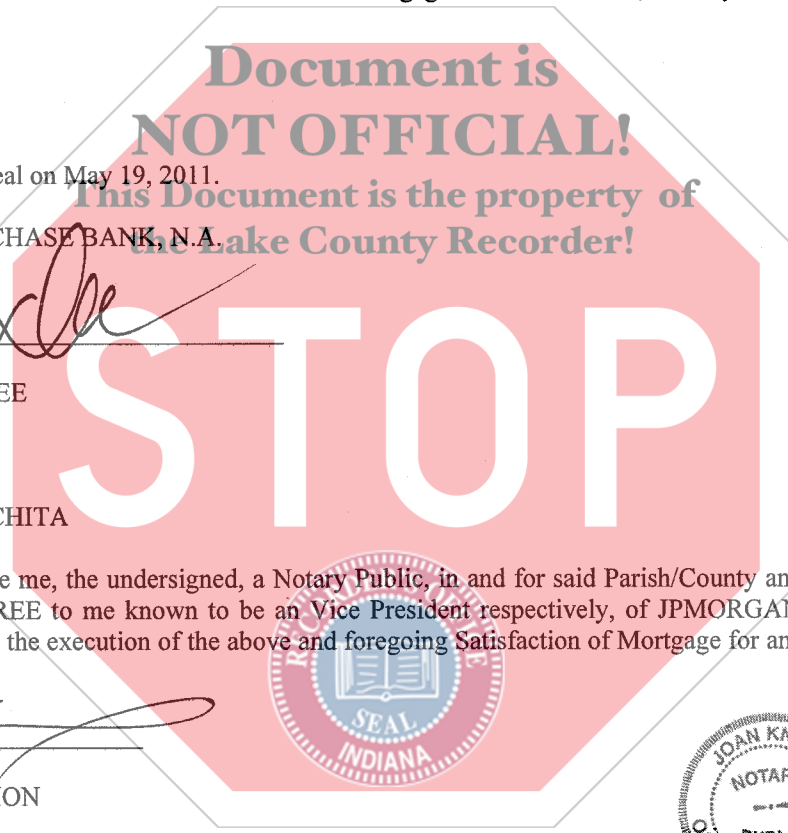 Document is
NOT OFFICIAL!
eal on May 19, 2011.
This Document is the property of
CHASE BANK, N.A.
the Lake County Recorder!
STOP
EE
CHITA
e me, the undersigned, a Notary Public, in and for said Parish/County an
REE to me known to be an Vice President respectively, of JPMORGAN
the execution of the above and foregoing Satisfaction of Mortgage for an
SEAL
INDIANA
JOAN KN
NOTAR
ION